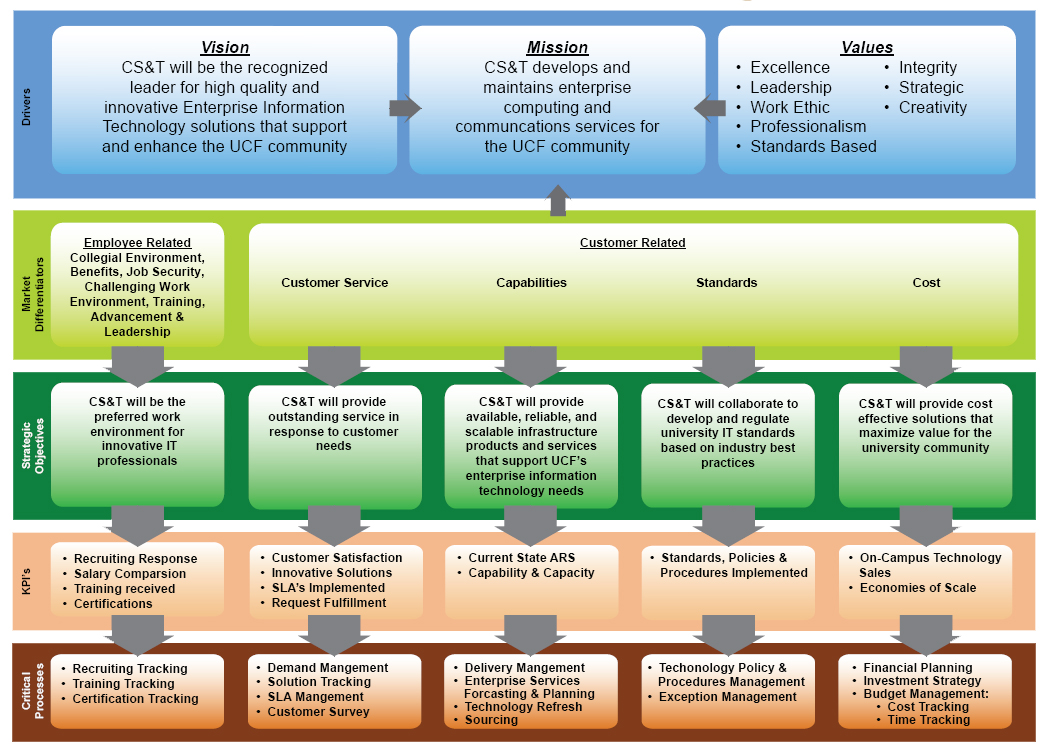 Drivers
Vision
CS&T will be the recognized
leader for high quality and
innovative Enterprise Information
Technology solutions that support
and enhance the UCF community
Mission
CS&T develops and
maintains enterprise
computing and
communcations services for
the UCF community
Values
• Excellence
• Leadership
• Work Ethic
• Professionalism
• Standards Based
• Integrity
• Strategic
• Creativity
Market
Differentiators
Employee Related
Collegial Environment,
Benefits, Job Security,
Challenging Work
Environment, Training,
Advancement &
Leadership
Customer Related
Customer Service
Capabilities
Standards
Cost
Strategic
Objectives
CS&T will be the
preferred work
environment for
innovative IT
professionals
CS&T will provide
outstanding service in
response to customer
needs
CS&T will provide
available, reliable, and
scalable infrastructure
products and services
that support UCF's
enterprise information
technology needs
CS&T will collaborate to
develop and regulate
university IT standards
based on industry best
practices
CS&T will provide cost
effective solutions that
maximize value for the
university community
KPI's
• Recruiting Response
• Salary Comparsion
• Training received
• Certifications
• Customer Satisfaction
• Innovative Solutions
• SLA's Implemented
• Request Fulfillment
• Current State ARS
• Capability & Capacity
• Standards, Policies &
Procedures Implemented
• On-Campus Technology
Sales
• Economies of Scale
Critical
Processes
• Recruiting Tracking
• Training Tracking
• Certification Tracking
• Demand Mangement
• Solution Tracking
• SLA Mangement
• Customer Survey
• Delivery Mangement
• Enterprise Services
Forcasting & Planning
• Technology Refresh
• Sourcing
• Techonology Policy &
Procedures Management
• Exception Management
• Financial Planning
• Investment Strategy
• Budget Management:
• Cost Tracking
• Time Tracking